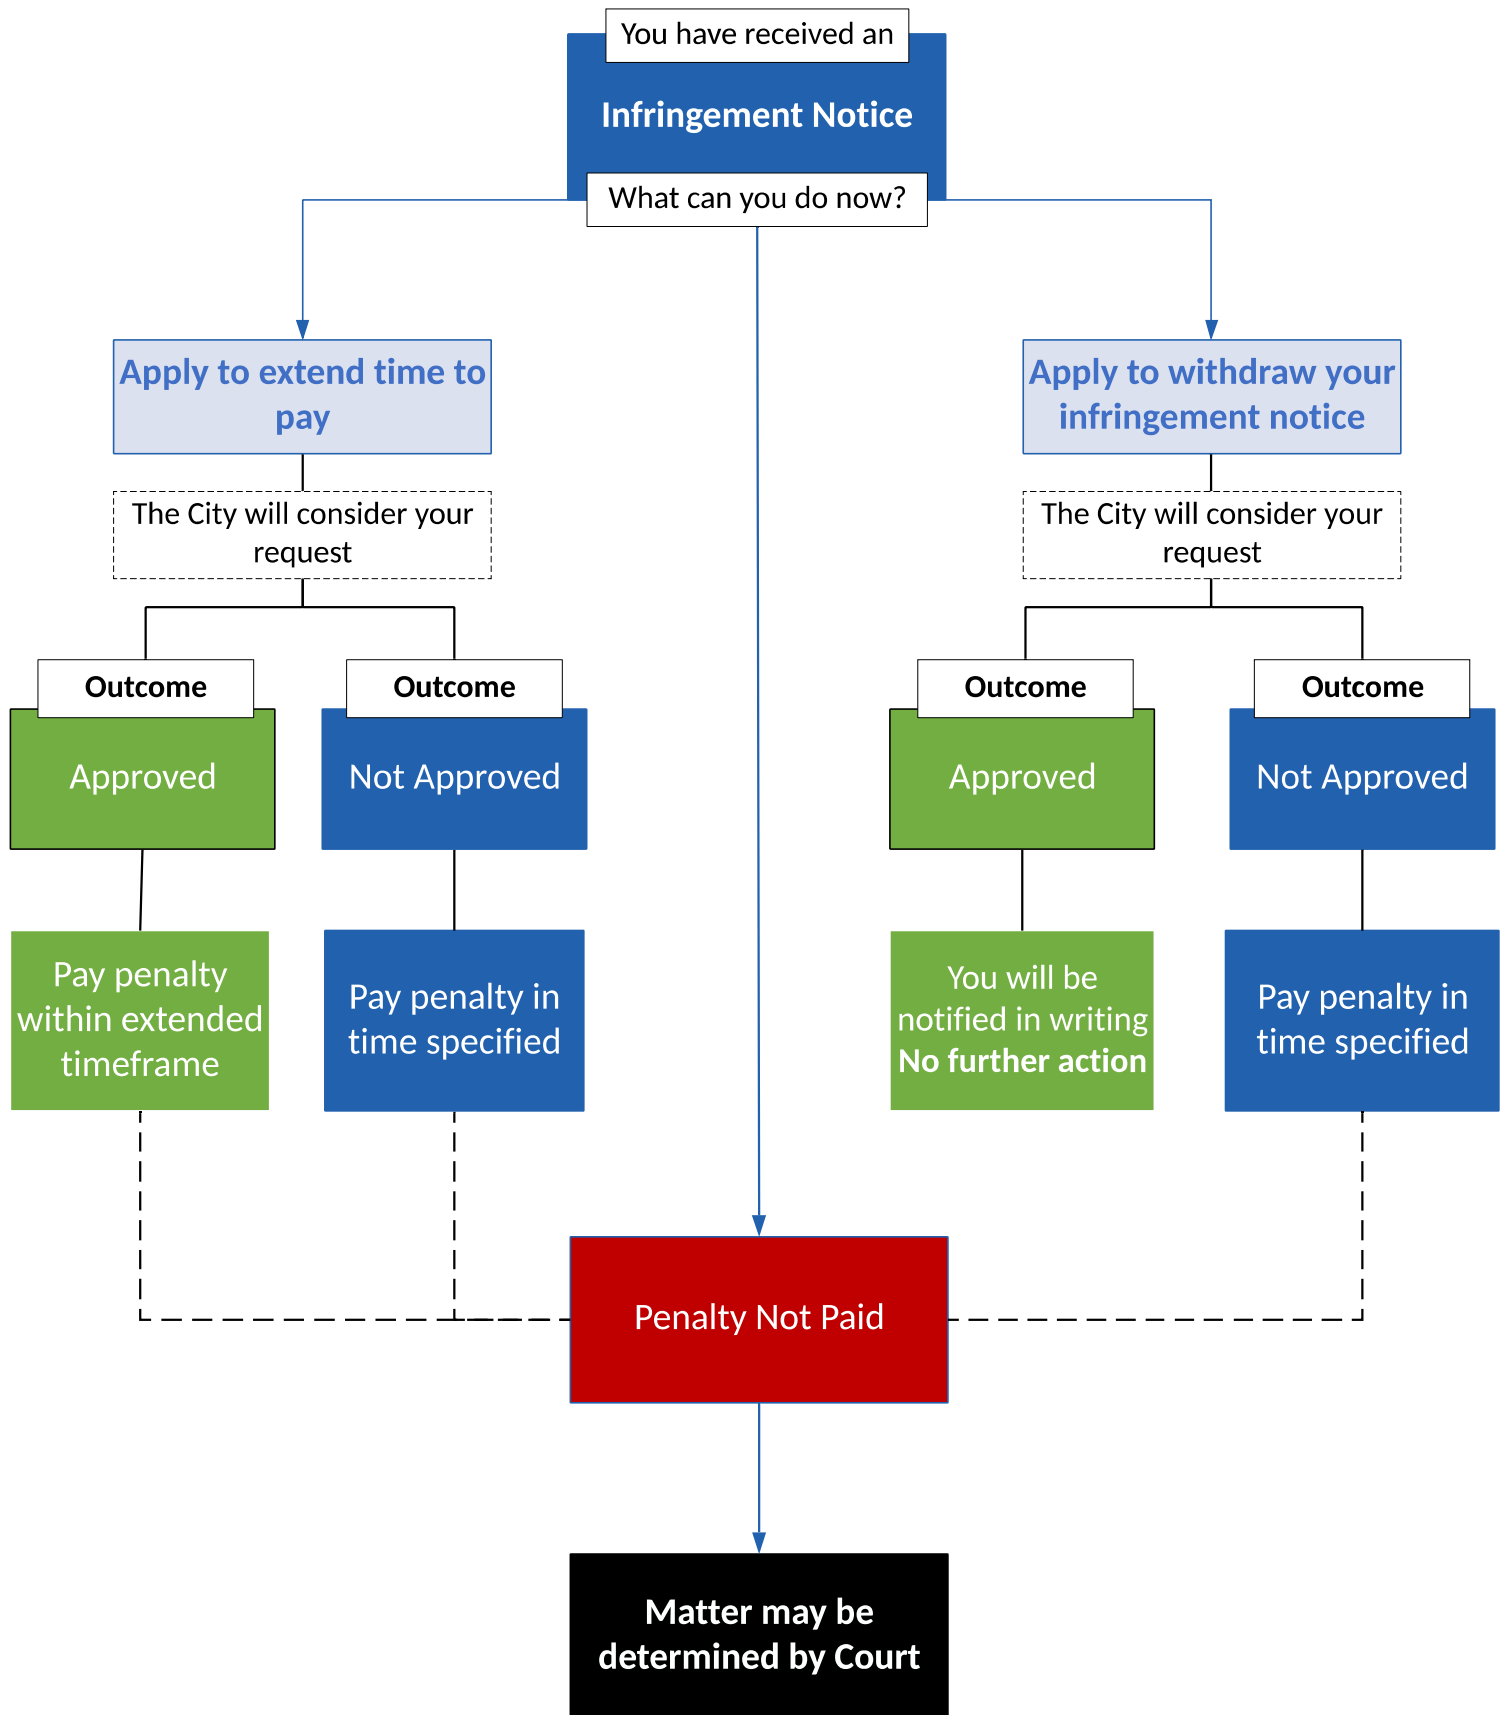 You have received an
Infringement Notice
What can you do now?
Apply to extend time to
pay
Apply to withdraw your
infringement notice
The City will consider your
request
The City will consider your
request
Outcome
Approved
Outcome
Not Approved
Outcome
Approved
Outcome
Not Approved
Pay penalty
within extended
timeframe
Pay penalty in
time specified
You will be
notified in writing
No further action
Pay penalty in
time specified
Penalty Not Paid
Matter may be
determined by Court